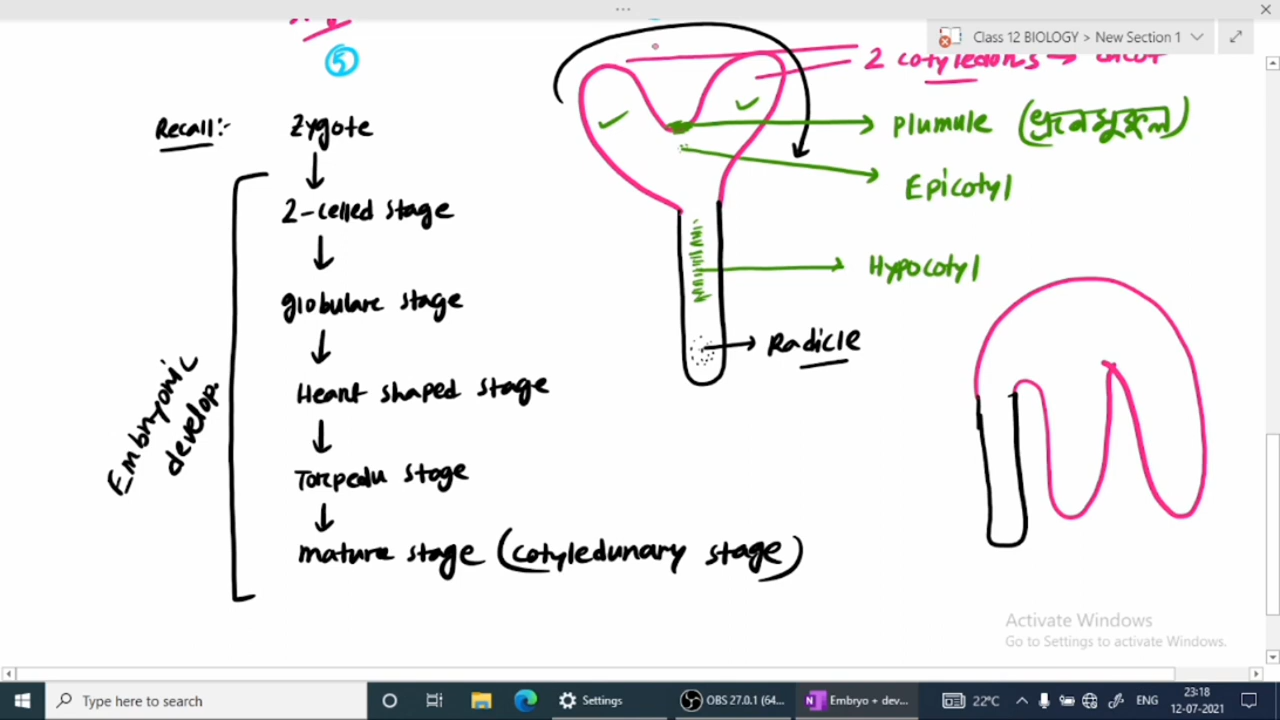 Class 12 BIOLOGY > New Section 1
5
2 cotyledons →
Recall:-
Zygote
Plumule
2-celled stage
Epicotyl
Hypocotyl
globulare stage
Radicle
Heart shaped stage
Embryonic
develop.
Torpedu stage
mature stage (cotyledunary stage)
Activate Windows
Go to Settings to activate Windows.
Type here to search
Settings
OBS 27.0.1 (64...
Embryo + dev...
22°C
ENG
23:18
12-07-2021